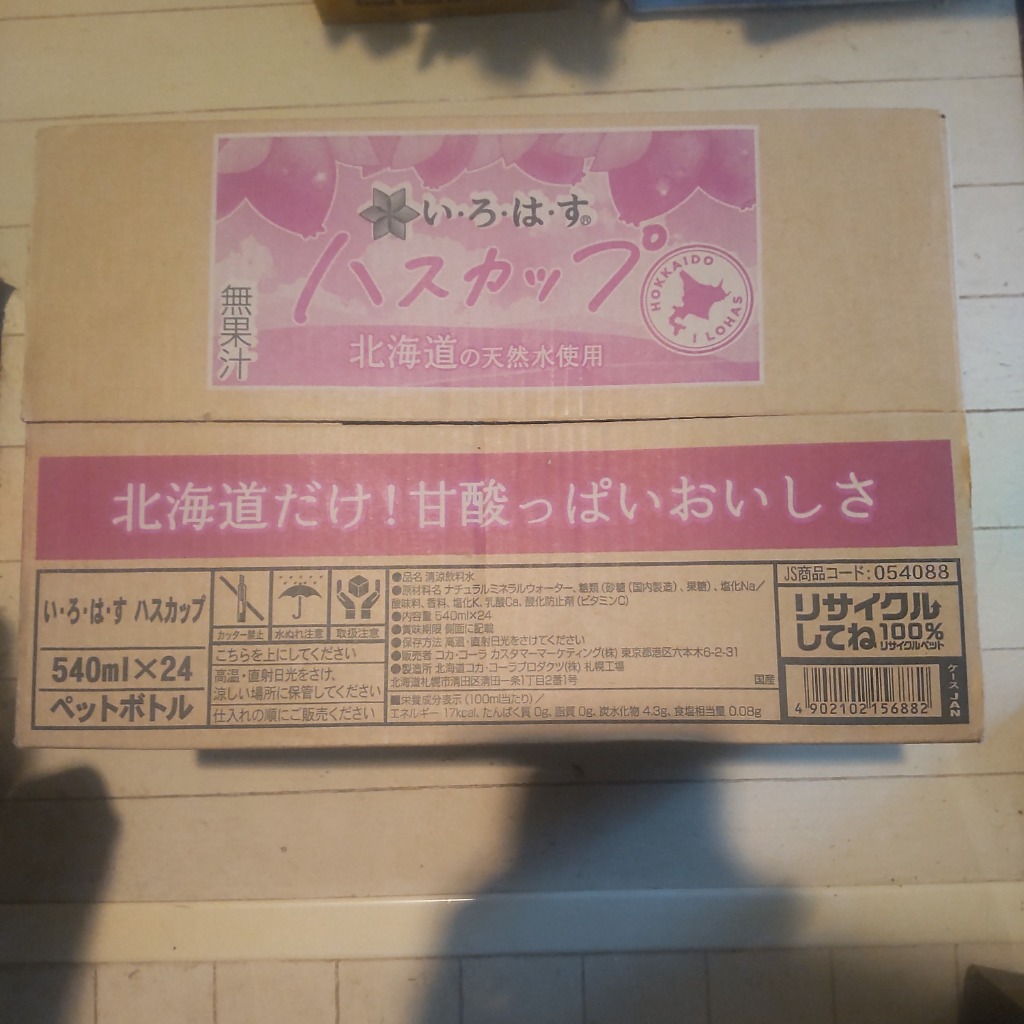 い・ろ・は・す®
ハスカップ
無果汁
北海道の天然水使用
HOKKAIDO
I LOHAS
北海道だけ!甘酸っぱいおいしさ
い・ろ・は・す ハスカップ
540ml×24
ペットボトル
カッター禁止
水ぬれ注意
取扱注意
こちらを上にしてください
高温・直射日光をさけ、
涼しい場所に保管してください
仕入れの順にご販売ください
●品名 清涼飲料水
●原材料名 ナチュラルミネラルウォーター、糖類(砂糖(国内製造)、果糖)、塩化Na/
酸味料、香料、塩化K、乳酸Ca、酸化防止剤(ビタミンC)
●内容量 540ml×24
●賞味期限 側面に記載
●保存方法 高温・直射日光をさけてください
●販売者 コカ・コーラ カスタマーマーケティング(株) 東京都港区六本木6-2-31
●製造所 北海道コカ・コーラプロダクツ(株) 札幌工場
北海道札幌市清田区清田一条1丁目2番1号
国産
■栄養成分表示(100ml当たり)/
エネルギー 17kcal、たんぱく質 0g、脂質 0g、炭水化物 4.3g、食塩相当量 0.08g
JS商品コード:054088
リサイクル
してね 100%
リサイクルペット
4 902102 156882
ケースJAN